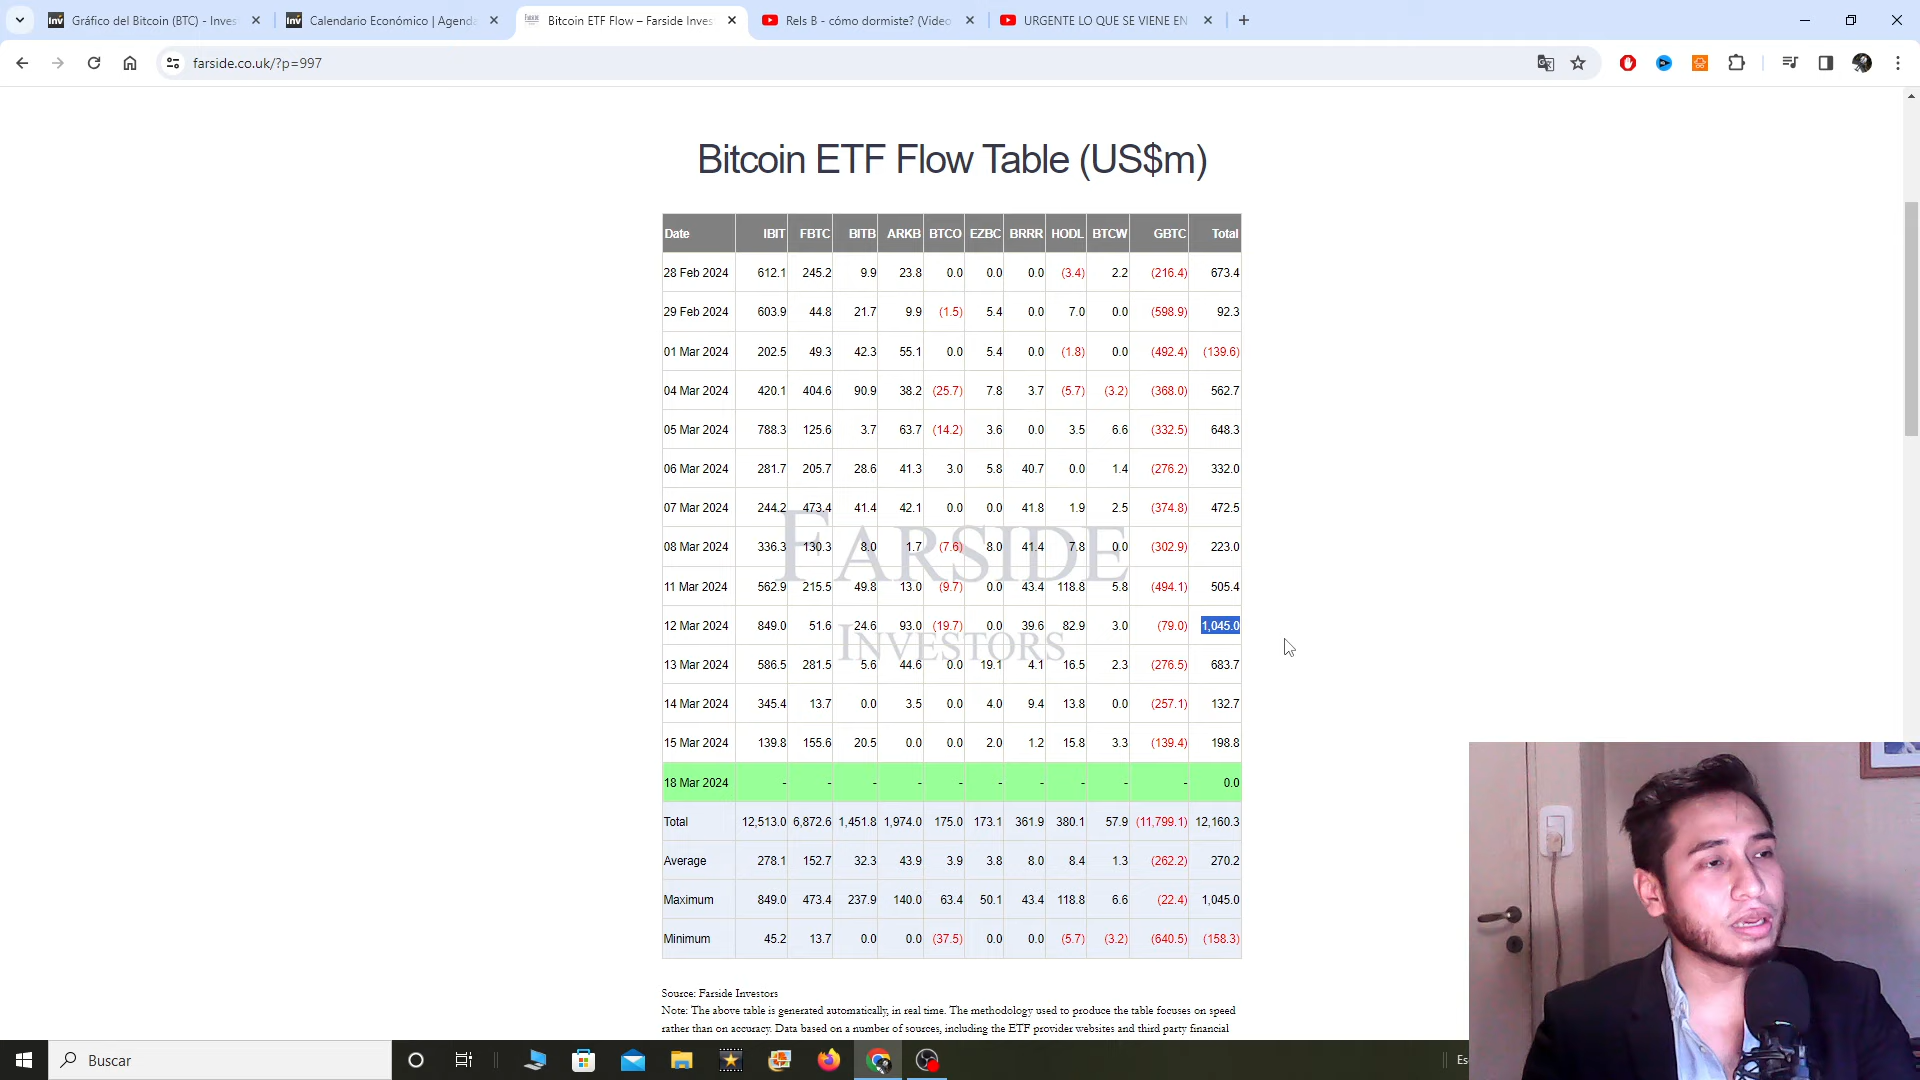 Gráfico del Bitcoin (BTC) - Inves
Calendario Económico | Agenda
Bitcoin ETF Flow – Farside Inves
Rels B - cómo dormiste? (Video
URGENTE LO QUE SE VIENE EN
farside.co.uk/?p=997
Bitcoin ETF Flow Table (US$m)
Date IBIT FBTC BITB ARKB BTCO EZBC BRRR HODL BTCW GBTC Total
28 Feb 2024 612.1 245.2 9.9 23.8 0.0 0.0 0.0 (3.4) 2.2 (216.4) 673.4
29 Feb 2024 603.9 44.8 21.7 9.9 (1.5) 5.4 0.0 7.0 0.0 (598.9) 92.3
01 Mar 2024 202.5 49.3 42.3 55.1 0.0 5.4 0.0 (1.8) 0.0 (492.4) (139.6)
04 Mar 2024 420.1 404.6 90.9 38.2 (25.7) 7.8 3.7 (5.7) (3.2) (368.0) 562.7
05 Mar 2024 788.3 125.6 3.7 63.7 (14.2) 3.6 0.0 3.5 6.6 (332.5) 648.3
06 Mar 2024 281.7 205.7 28.6 41.3 3.0 5.8 40.7 0.0 1.4 (276.2) 332.0
07 Mar 2024 244.2 473.4 41.4 42.1 0.0 0.0 41.8 1.9 2.5 (374.8) 472.5
08 Mar 2024 336.3 130.3 8.0 1.7 (7.6) 8.0 41.4 7.8 0.0 (302.9) 223.0
11 Mar 2024 562.9 215.5 49.8 13.0 (9.7) 0.0 43.4 118.8 5.8 (494.1) 505.4
12 Mar 2024 849.0 51.6 24.6 93.0 (19.7) 0.0 39.6 82.9 3.0 (79.0) 1,045.0
13 Mar 2024 586.5 281.5 5.6 44.6 0.0 19.1 4.1 16.5 2.3 (276.5) 683.7
14 Mar 2024 345.4 13.7 0.0 3.5 0.0 4.0 9.4 13.8 0.0 (257.1) 132.7
15 Mar 2024 139.8 155.6 20.5 0.0 0.0 2.0 1.2 15.8 3.3 (139.4) 198.8
18 Mar 2024 - - - - - - - - - - 0.0
Total 12,513.0 6,872.6 1,451.8 1,974.0 175.0 173.1 361.9 380.1 57.9 (11,799.1) 12,160.3
Average 278.1 152.7 32.3 43.9 3.9 3.8 8.0 8.4 1.3 (262.2) 270.2
Maximum 849.0 473.4 237.9 140.0 63.4 50.1 43.4 118.8 6.6 (22.4) 1,045.0
Minimum 45.2 13.7 0.0 0.0 (37.5) 0.0 0.0 (5.7) (3.2) (640.5) (158.3)
FARSIDE
INVESTORS
Source: Farside Investors
Note: The above table is generated automatically, in real time. The methodology used to produce the table focuses on speed
rather than on accuracy. Data based on a number of sources, including the ETF provider websites and third party financial
Buscar
Es